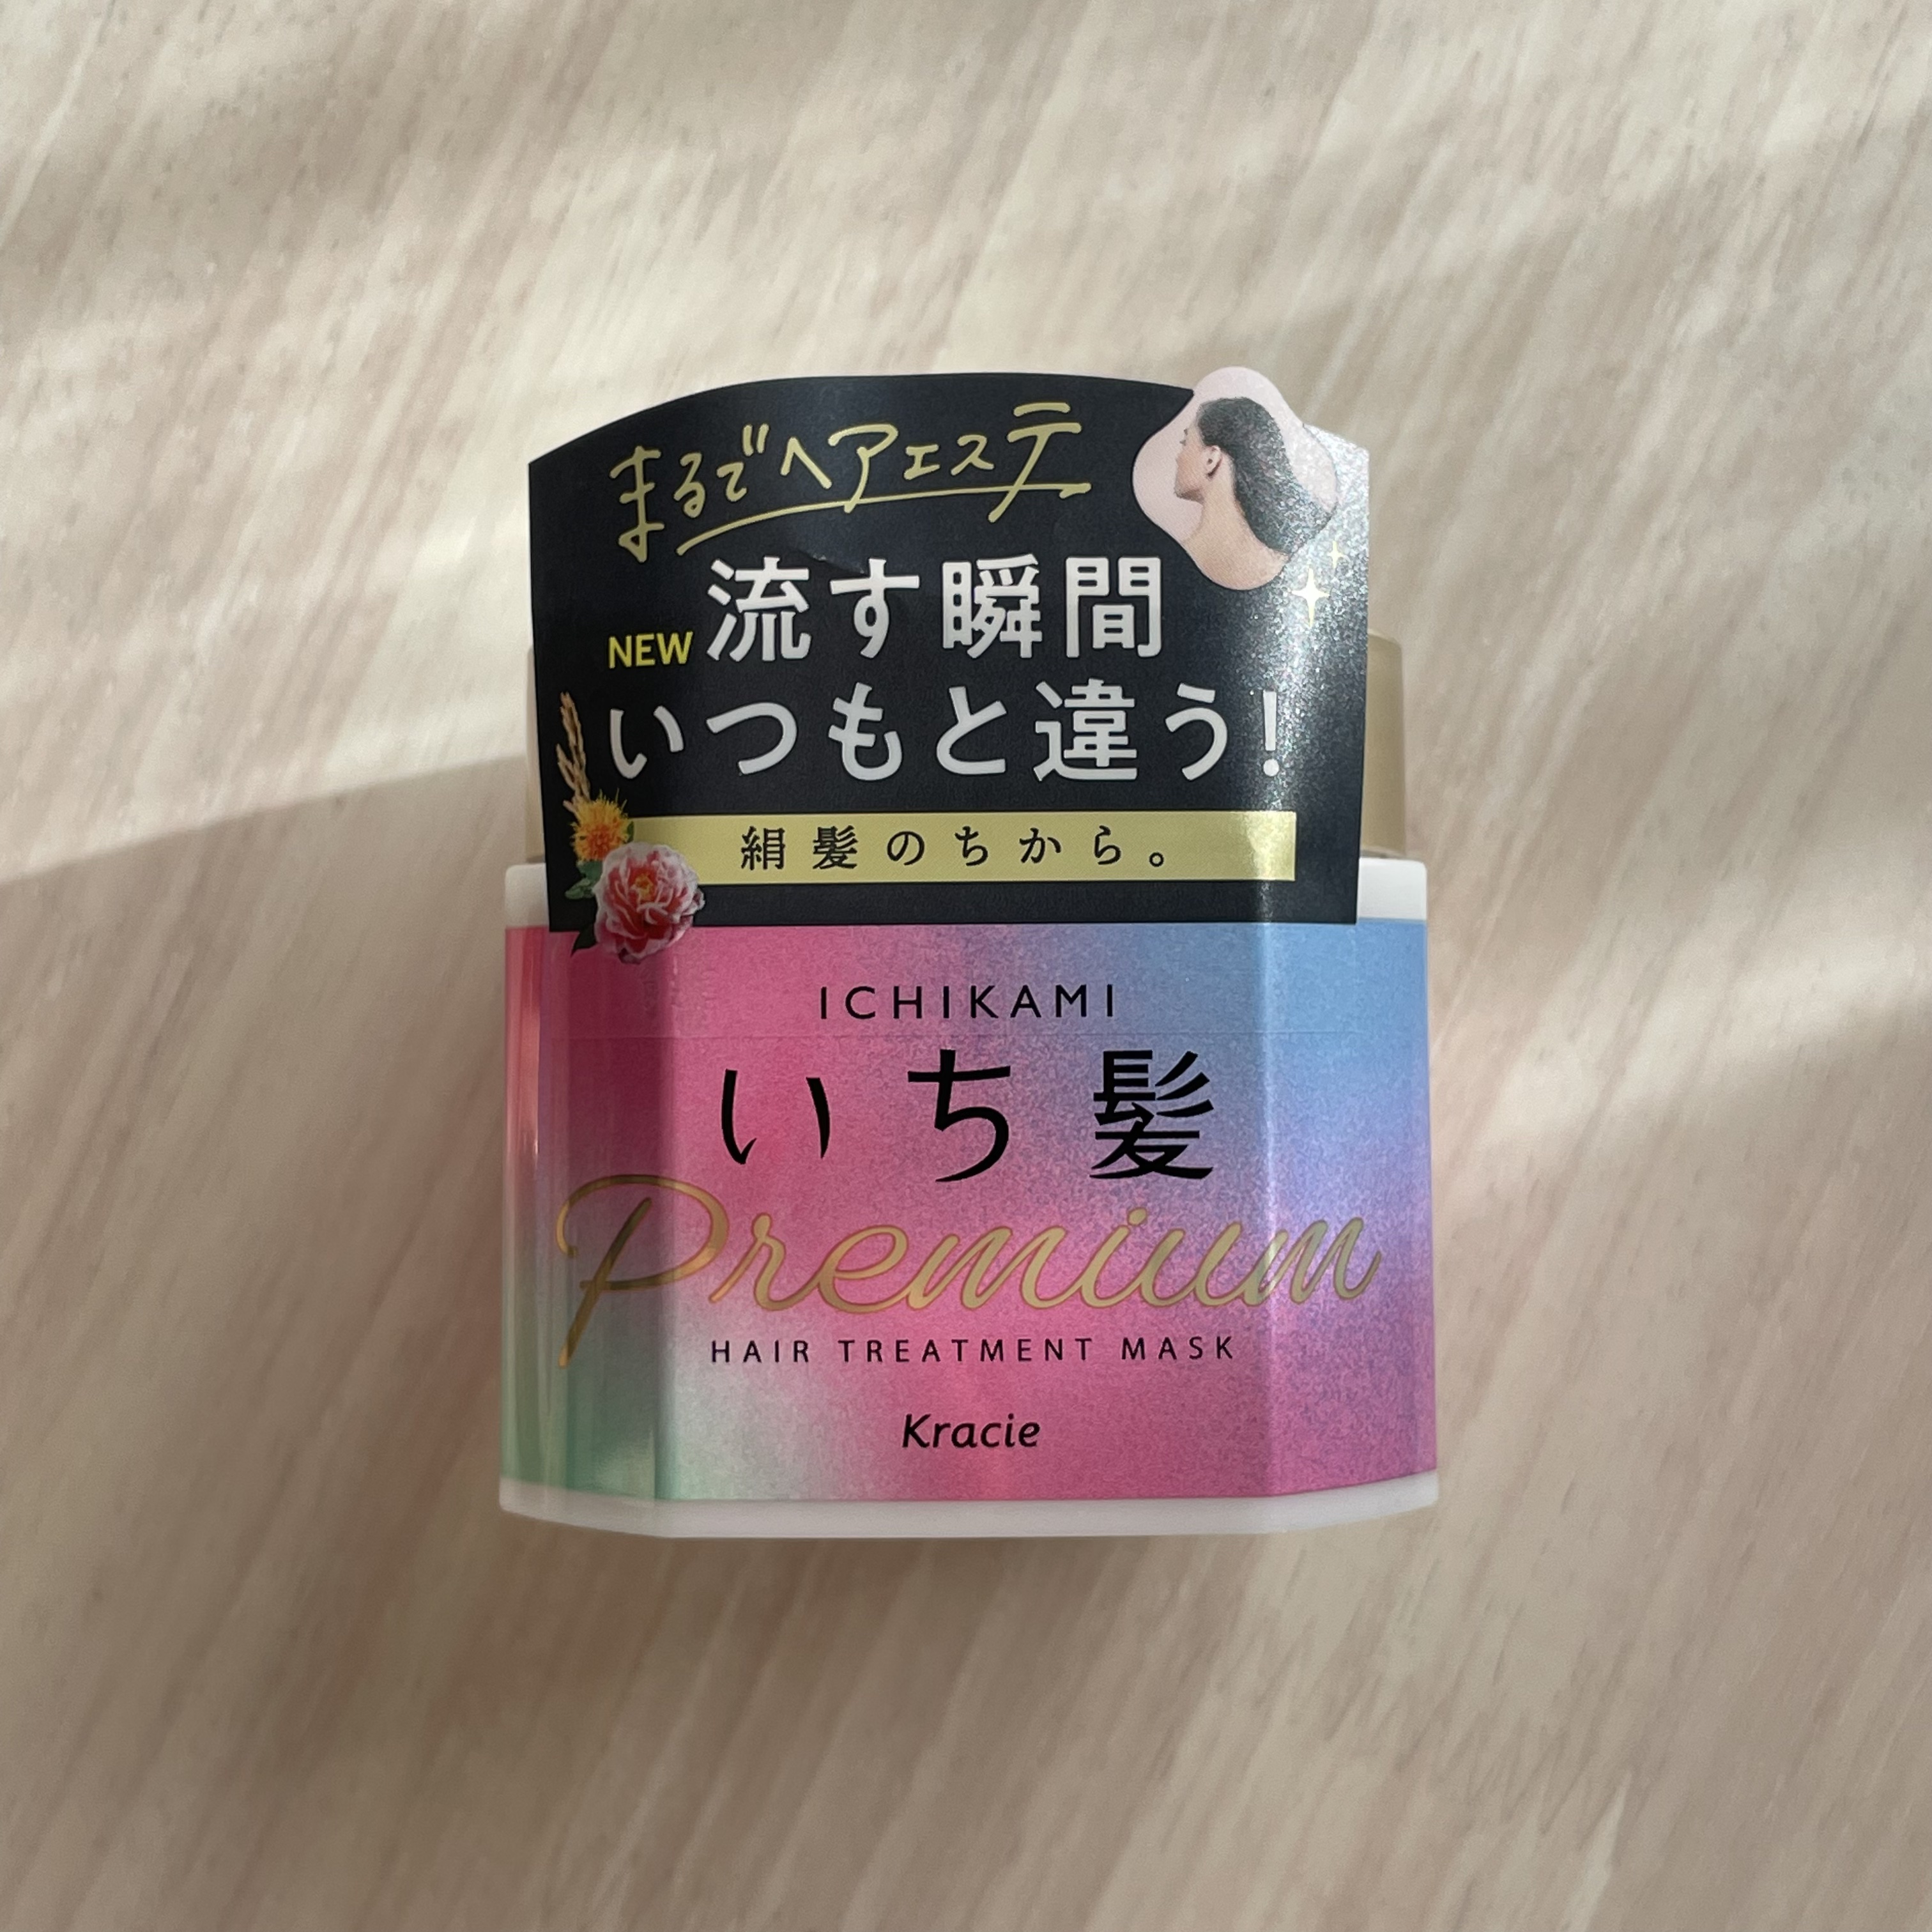 まるでヘアエステ
NEW 流す瞬間
いつもと違う!
絹髪のちから。
ICHIKAMI
いち髪
Premium
HAIR TREATMENT MASK
Kracie